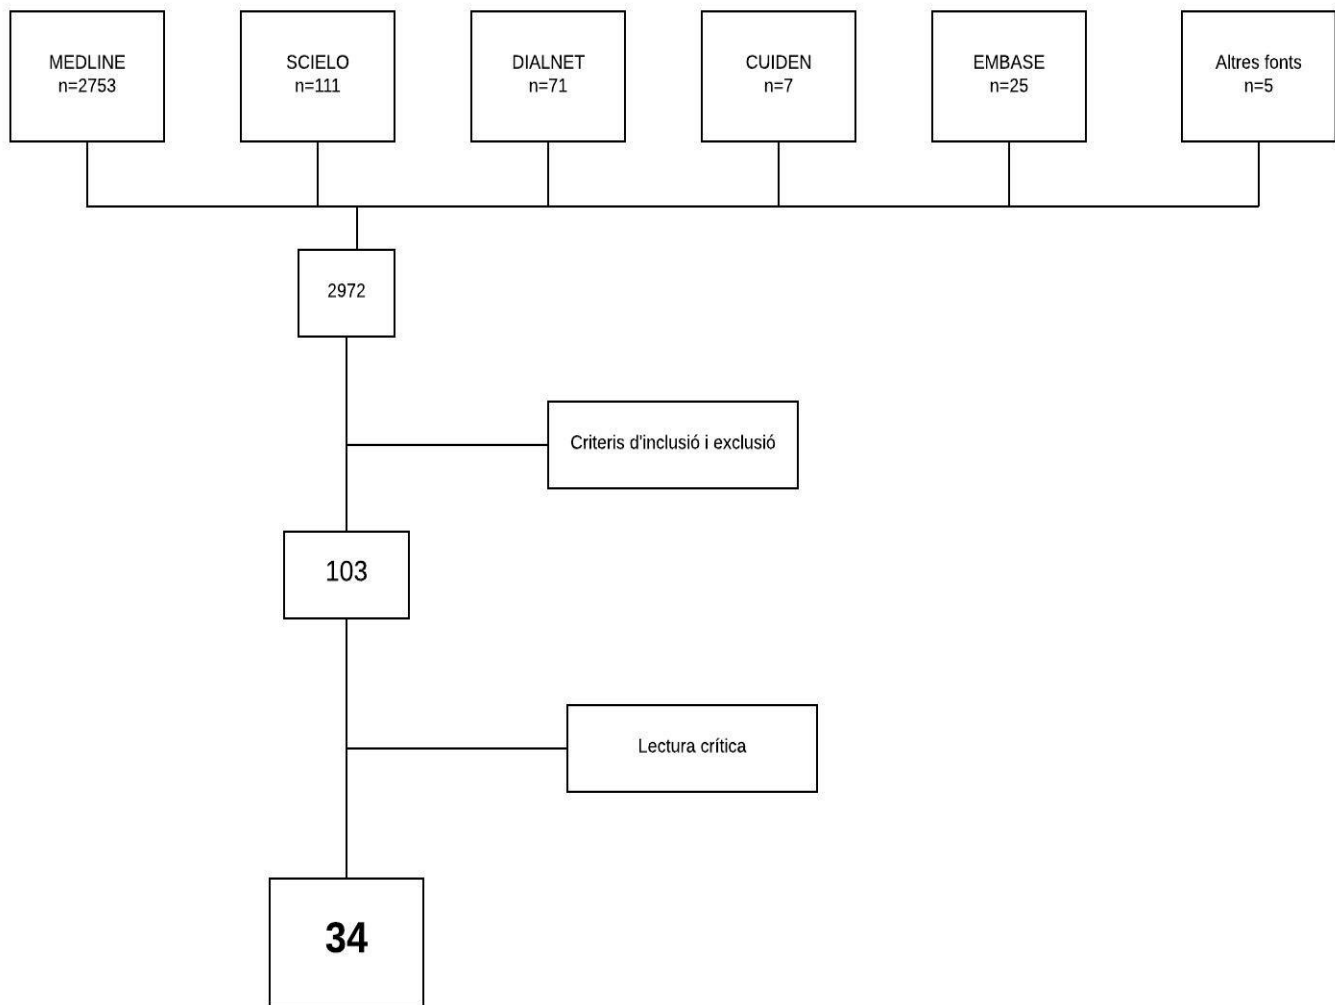 MEDLINE
n=2753
SCIELO
n=111
DIALNET
n=71
CUIDEN
n=7
EMBASE
n=25
Altres fonts
n=5
2972
Criteris d'inclusió i exclusió
103
Lectura crítica
34